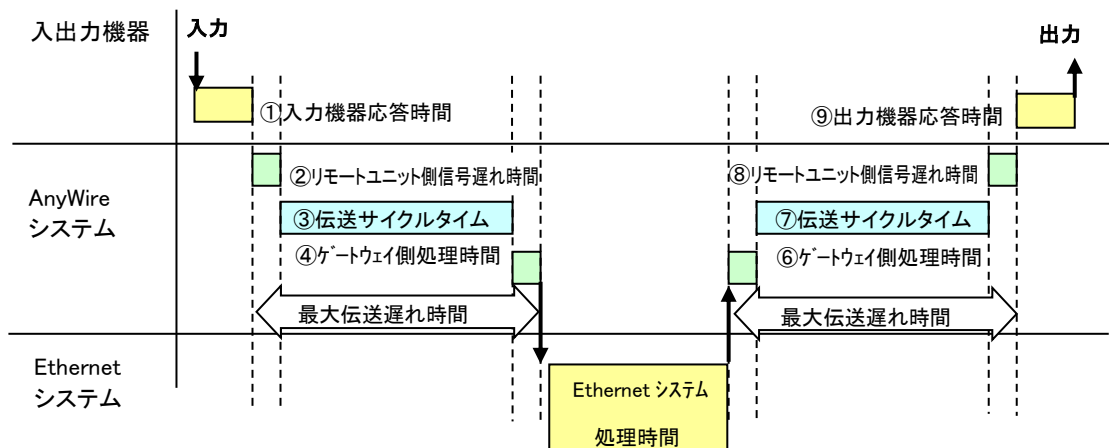 入出力機器
入力
出力
①入力機器応答時間
⑨出力機器応答時間
AnyWire
システム
②リモートユニット側信号遅れ時間
⑧リモートユニット側信号遅れ時間
③伝送サイクルタイム
⑦伝送サイクルタイム
④ｹﾞｰトウェイ側処理時間
⑥ｹﾞｰトウェイ側処理時間
最大伝送遅れ時間
最大伝送遅れ時間
Ethernet
システム
Ethernet システム
処理時間